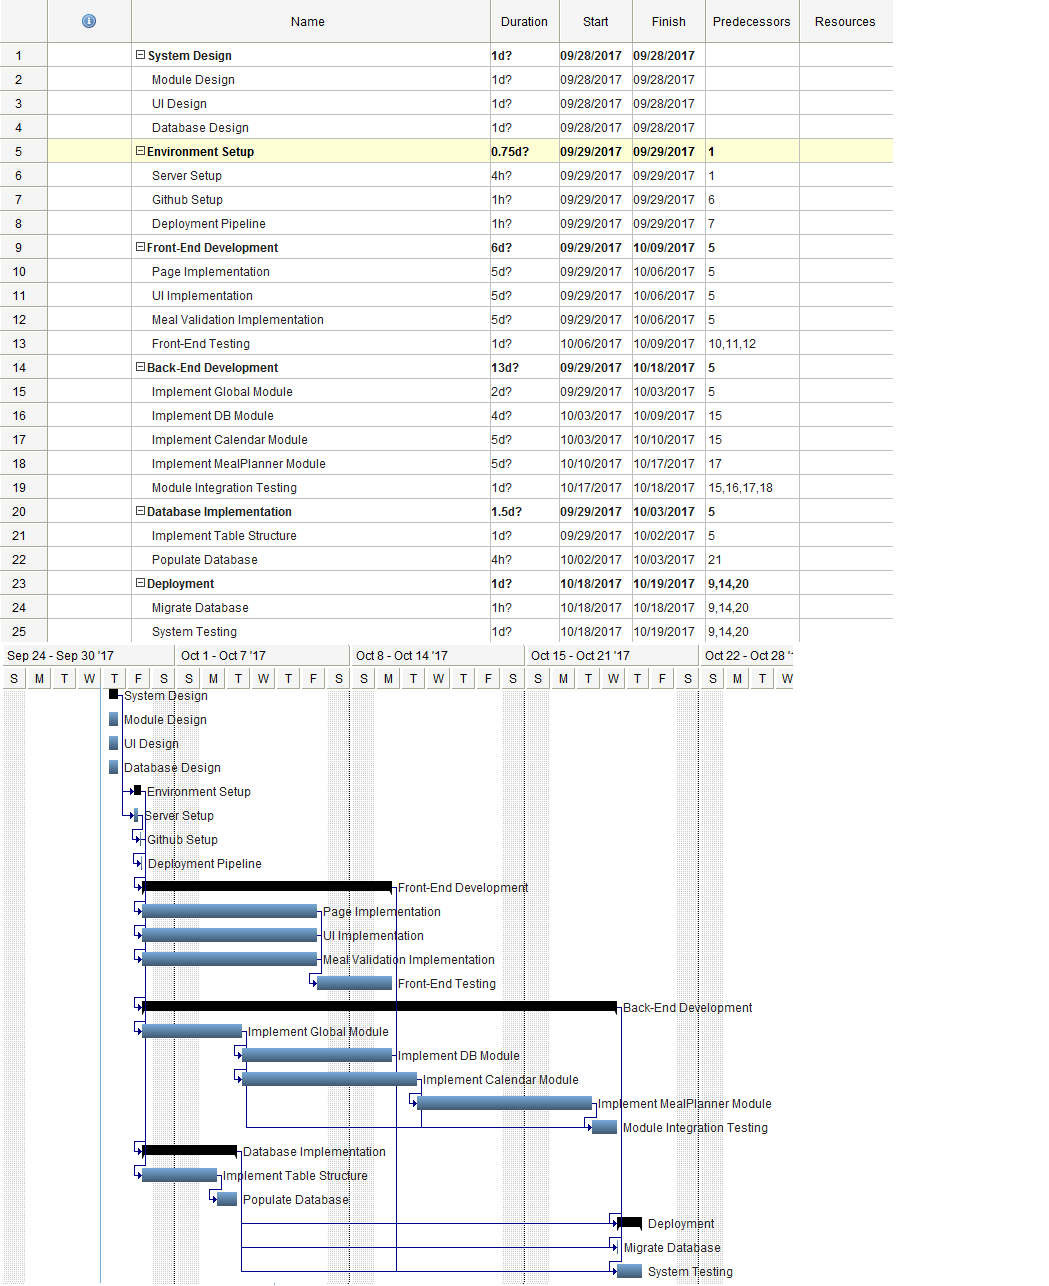 Name Duration Start Finish Predecessors Resources
1 System Design 1d? 09/28/2017 09/28/2017
2 Module Design 1d? 09/28/2017 09/28/2017
3 UI Design 1d? 09/28/2017 09/28/2017
4 Database Design 1d? 09/28/2017 09/28/2017
5 Environment Setup 0.75d? 09/29/2017 09/29/2017 1
6 Server Setup 4h? 09/29/2017 09/29/2017 1
7 Github Setup 1h? 09/29/2017 09/29/2017 6
8 Deployment Pipeline 1h? 09/29/2017 09/29/2017 7
9 Front-End Development 6d? 09/29/2017 10/09/2017 5
10 Page Implementation 5d? 09/29/2017 10/06/2017 5
11 UI Implementation 5d? 09/29/2017 10/06/2017 5
12 Meal Validation Implementation 5d? 09/29/2017 10/06/2017 5
13 Front-End Testing 1d? 10/06/2017 10/09/2017 10,11,12
14 Back-End Development 13d? 09/29/2017 10/18/2017 5
15 Implement Global Module 2d? 09/29/2017 10/03/2017 5
16 Implement DB Module 4d? 10/03/2017 10/09/2017 15
17 Implement Calendar Module 5d? 10/03/2017 10/10/2017 15
18 Implement MealPlanner Module 5d? 10/10/2017 10/17/2017 17
19 Module Integration Testing 1d? 10/17/2017 10/18/2017 15,16,17,18
20 Database Implementation 1.5d? 09/29/2017 10/03/2017 5
21 Implement Table Structure 1d? 09/29/2017 10/02/2017 5
22 Populate Database 4h? 10/02/2017 10/03/2017 21
23 Deployment 1d? 10/18/2017 10/19/2017 9,14,20
24 Migrate Database 1h? 10/18/2017 10/18/2017 9,14,20
25 System Testing 1d? 10/18/2017 10/19/2017 9,14,20
Sep 24 - Sep 30 '17 Oct 1 - Oct 7 '17 Oct 8 - Oct 14 '17 Oct 15 - Oct 21 '17 Oct 22 - Oct 28 '
S M T W T F S S M T W T F S S M T W T F S S M T W T F S S M T W
System Design
Module Design
UI Design
Database Design
Environment Setup
Server Setup
Github Setup
Deployment Pipeline
Front-End Development
Page Implementation
UI Implementation
Meal Validation Implementation
Front-End Testing
Back-End Development
Implement Global Module
Implement DB Module
Implement Calendar Module
Implement MealPlanner Module
Module Integration Testing
Database Implementation
Implement Table Structure
Populate Database
Deployment
Migrate Database
System Testing